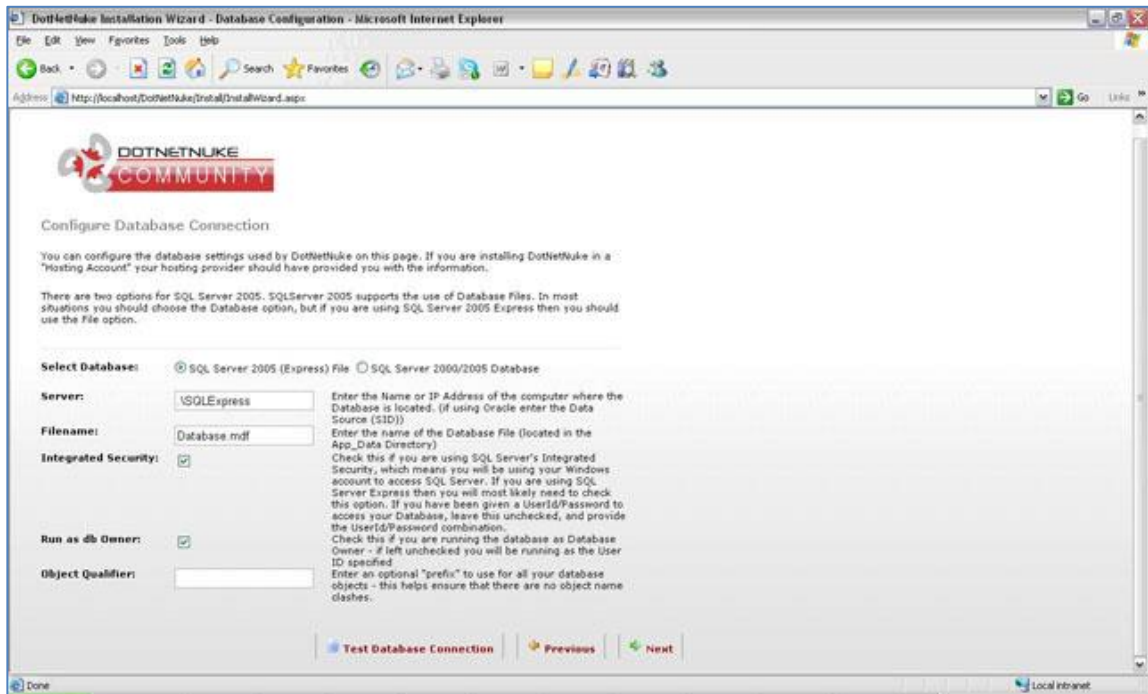 DotNetNuke Installation Wizard - Database Configuration - Microsoft Internet Explorer
File Edit View Favorites Tools Help
Back Search Favorites
Address http://localhost/DotNetNuke/Install/InstallWizard.aspx Go Links »
DOTNETNUKE
COMMUNITY
Configure Database Connection
You can configure the database settings used by DotNetNuke on this page. If you are installing DotNetNuke in a
"Hosting Account" your hosting provider should have provided you with the information.
There are two options for SQL Server 2005. SQLServer 2005 supports the use of Database Files. In most
situations you should choose the Database option, but if you are using SQL Server 2005 Express then you should
use the File option.
Select Database: SQL Server 2005 (Express) File SQL Server 2000/2005 Database
Server: .\SQLExpress
Enter the Name or IP Address of the computer where the
Database is located. (if using Oracle enter the Data
Source (SID))
Filename: Database.mdf
Enter the name of the Database File (located in the
App_Data Directory)
Integrated Security:
Check this if you are using SQL Server's Integrated
Security, which means you will be using your Windows
account to access SQL Server. If you are using SQL
Server Express then you will most likely need to check
this option. If you have been given a UserId/Password to
access your Database, leave this unchecked, and provide
the UserId/Password combination.
Run as db Owner:
Check this if you are running the database as Database
Owner - if left unchecked you will be running as the User
ID specified
Object Qualifier:
Enter an optional "prefix" to use for all your database
objects - this helps ensure that there are no object name
clashes.
Test Database Connection Previous Next
Done Local intranet